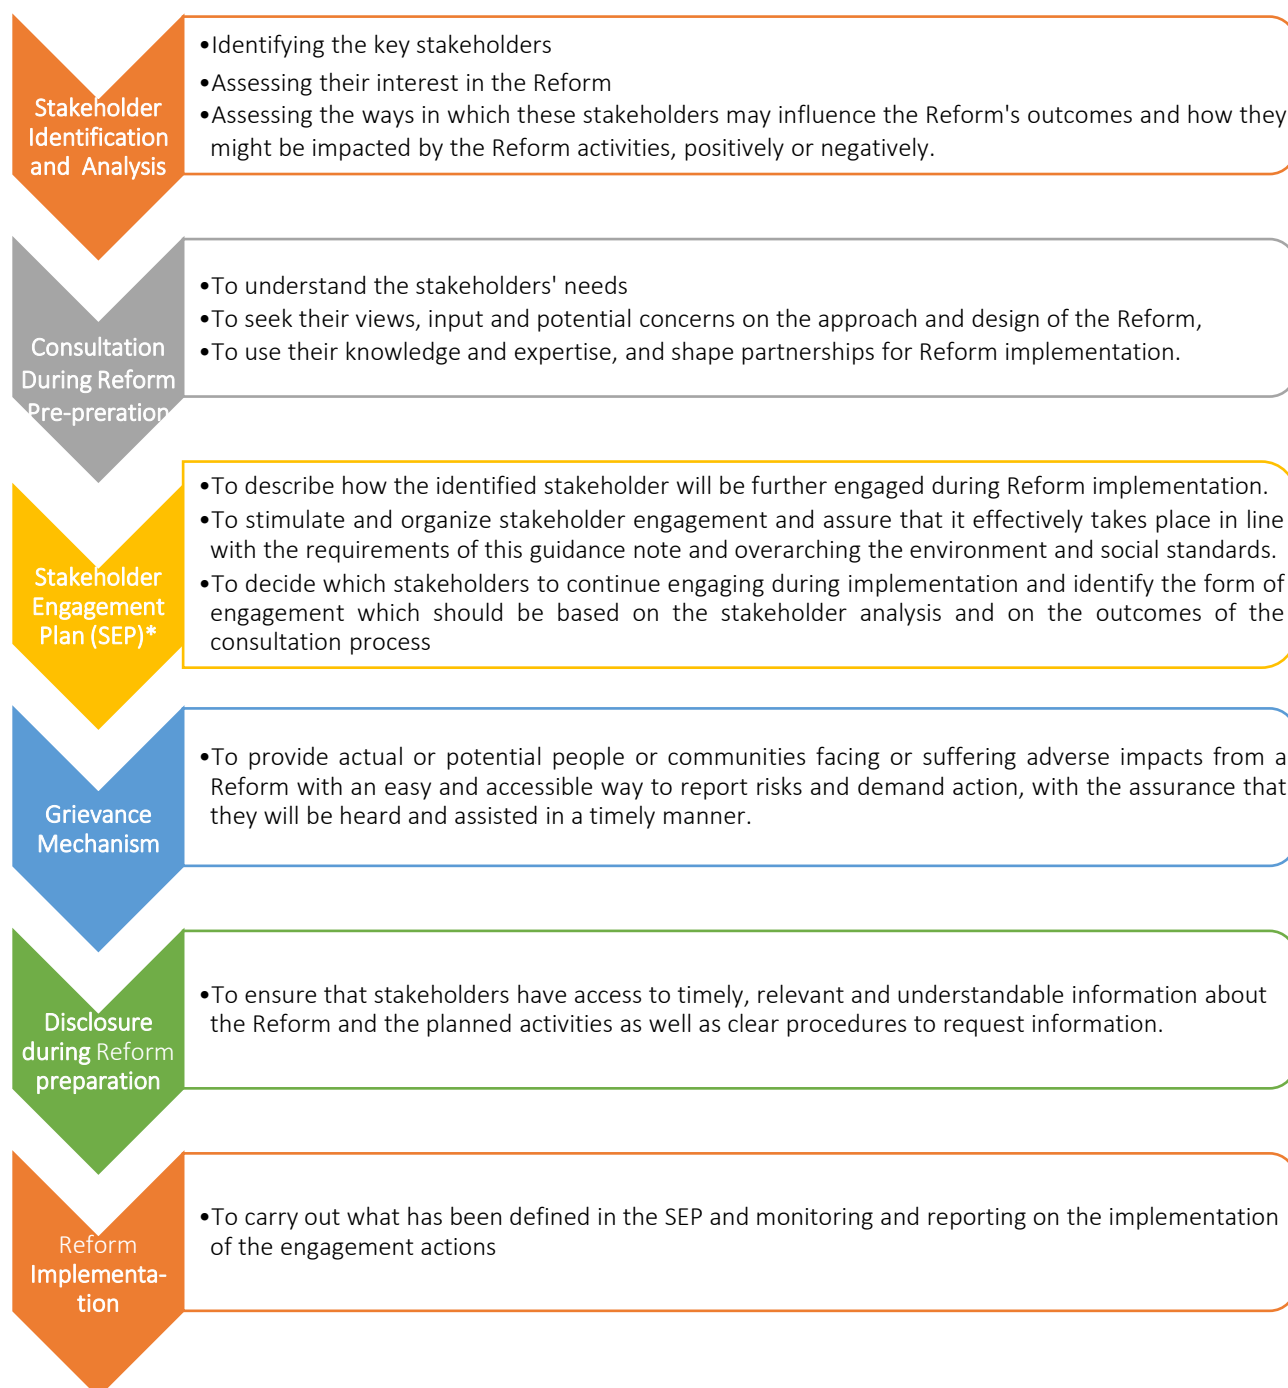 Stakeholder
Identification
and Analysis
•Identifying the key stakeholders
•Assessing their interest in the Reform
•Assessing the ways in which these stakeholders may influence the Reform's outcomes and how they
might be impacted by the Reform activities, positively or negatively.
Consultation
During Reform
Pre-preration
•To understand the stakeholders' needs
•To seek their views, input and potential concerns on the approach and design of the Reform,
•To use their knowledge and expertise, and shape partnerships for Reform implementation.
Stakeholder
Engagement
Plan (SEP)*
•To describe how the identified stakeholder will be further engaged during Reform implementation.
•To stimulate and organize stakeholder engagement and assure that it effectively takes place in line
with the requirements of this guidance note and overarching the environment and social standards.
•To decide which stakeholders to continue engaging during implementation and identify the form of
engagement which should be based on the stakeholder analysis and on the outcomes of the
consultation process
Grievance
Mechanism
•To provide actual or potential people or communities facing or suffering adverse impacts from a
Reform with an easy and accessible way to report risks and demand action, with the assurance that
they will be heard and assisted in a timely manner.
Disclosure
during Reform
preparation
•To ensure that stakeholders have access to timely, relevant and understandable information about
the Reform and the planned activities as well as clear procedures to request information.
Reform
Implementa-
tion
•To carry out what has been defined in the SEP and monitoring and reporting on the implementation
of the engagement actions